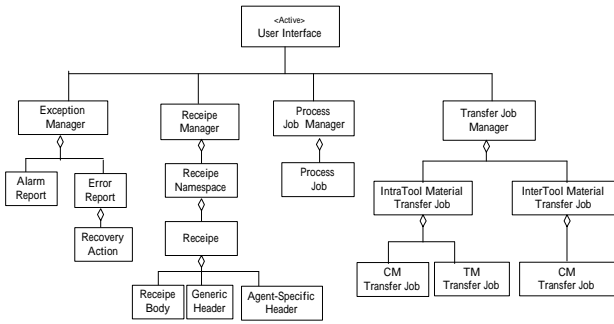 <Active>
User Interface
Exception
Manager
Receipe
Manager
Process
Job Manager
Transfer Job
Manager
Alarm
Report
Error
Report
Receipe
Namespace
Process
Job
IntraTool Material
Transfer Job
InterTool Material
Transfer Job
Recovery
Action
Receipe
CM
Transfer Job
TM
Transfer Job
CM
Transfer Job
Receipe
Body
Generic
Header
Agent-Specific
Header